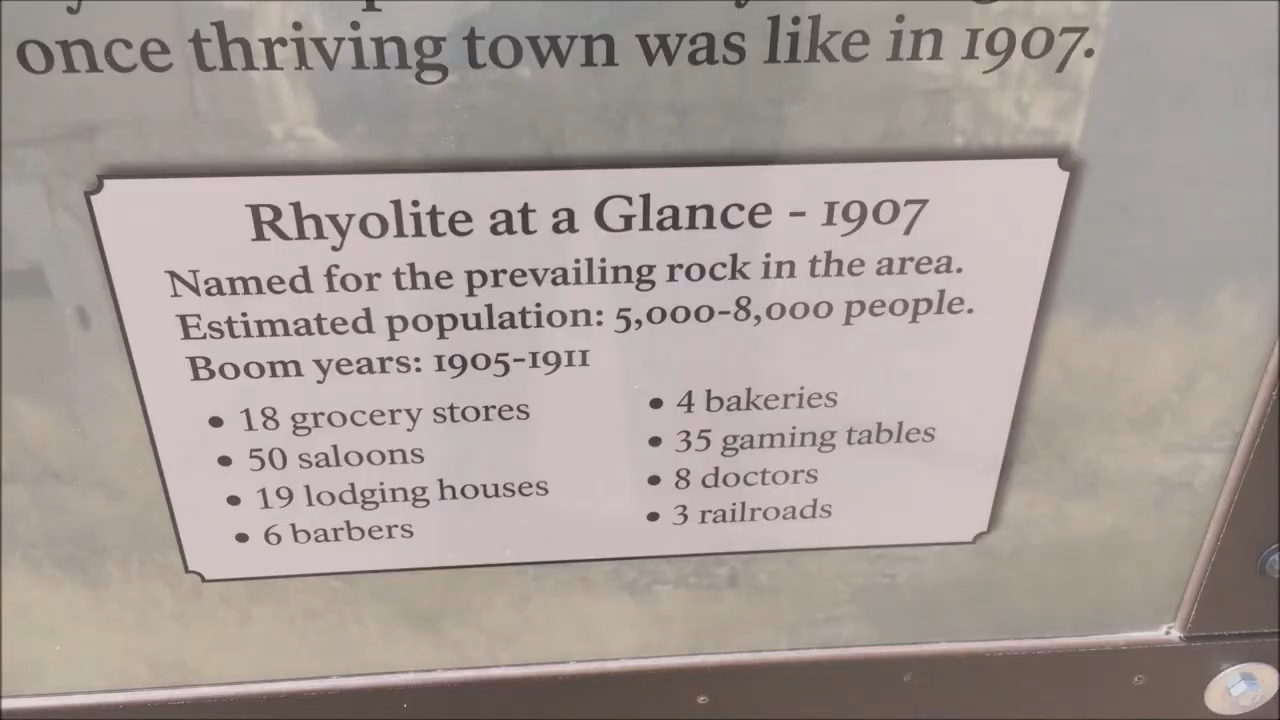 once thriving town was like in 1907.
Rhyolite at a Glance - 1907
Named for the prevailing rock in the area.
Estimated population: 5,000-8,000 people.
Boom years: 1905-1911
• 18 grocery stores
• 50 saloons
• 19 lodging houses
• 6 barbers
• 4 bakeries
• 35 gaming tables
• 8 doctors
• 3 railroads